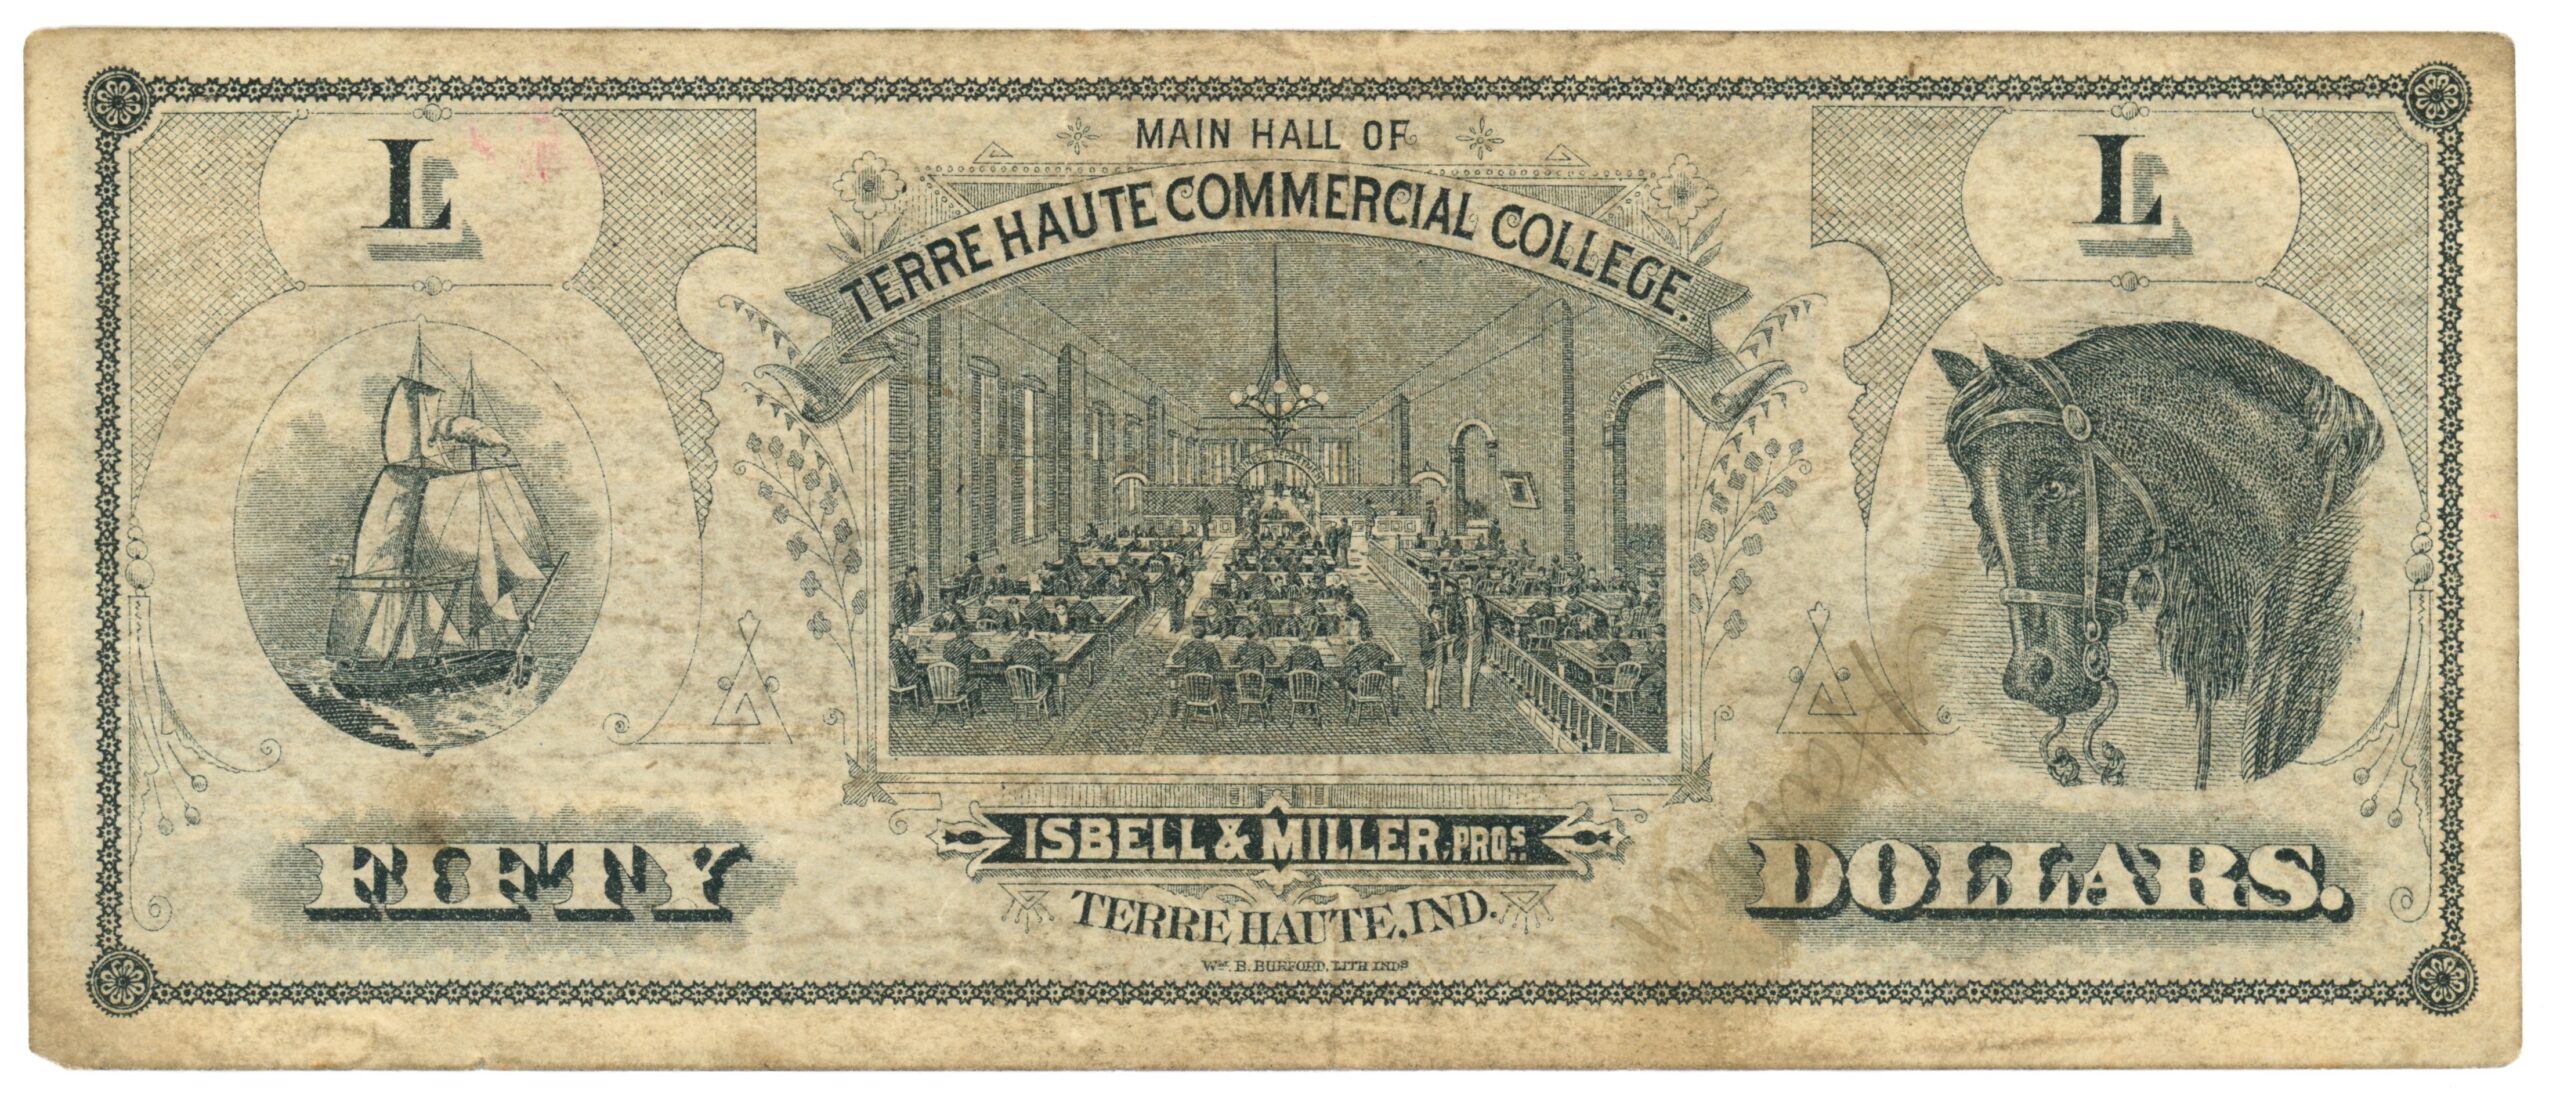 L
MAIN HALL OF
TERRE HAUTE COMMERCIAL COLLEGE.
L
FIFTY
ISBELL & MILLER, PROS.
DOLLARS.
TERRE HAUTE, IND.
WM. B. BURFORD, LITH INDS